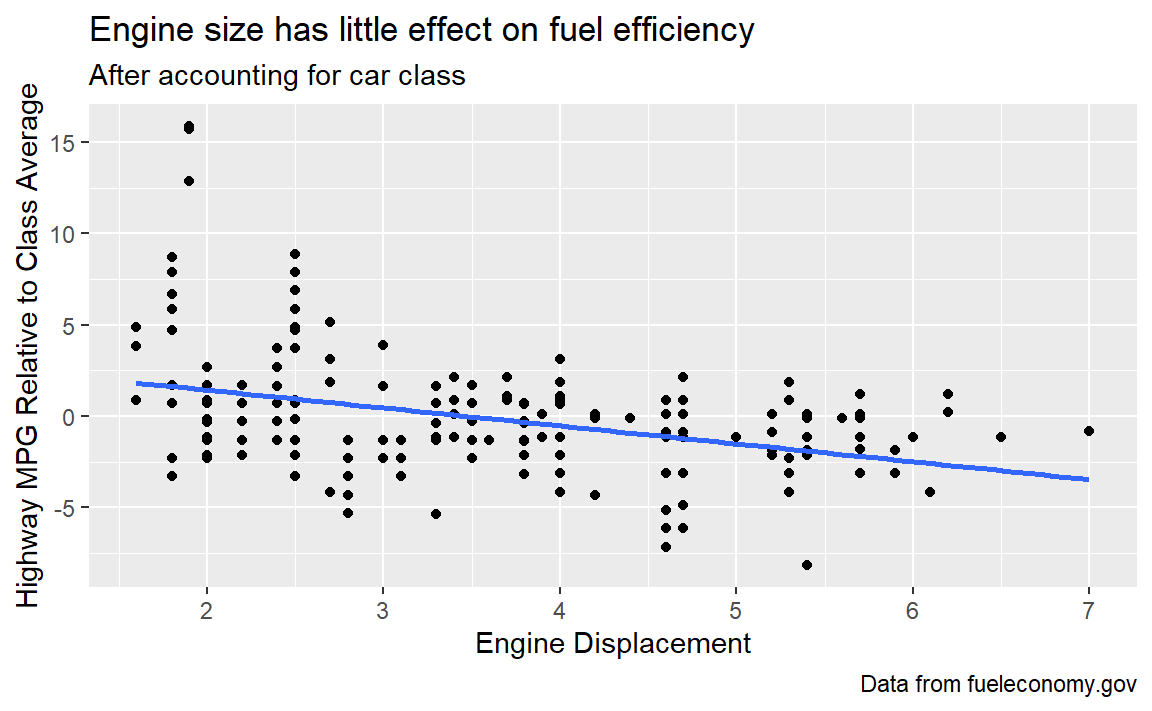 Engine size has little effect on fuel efficiency
After accounting for car class
Highway MPG Relative to Class Average
15
10
5
0
-5
2 3 4 5 6 7
Engine Displacement
Data from fueleconomy.gov